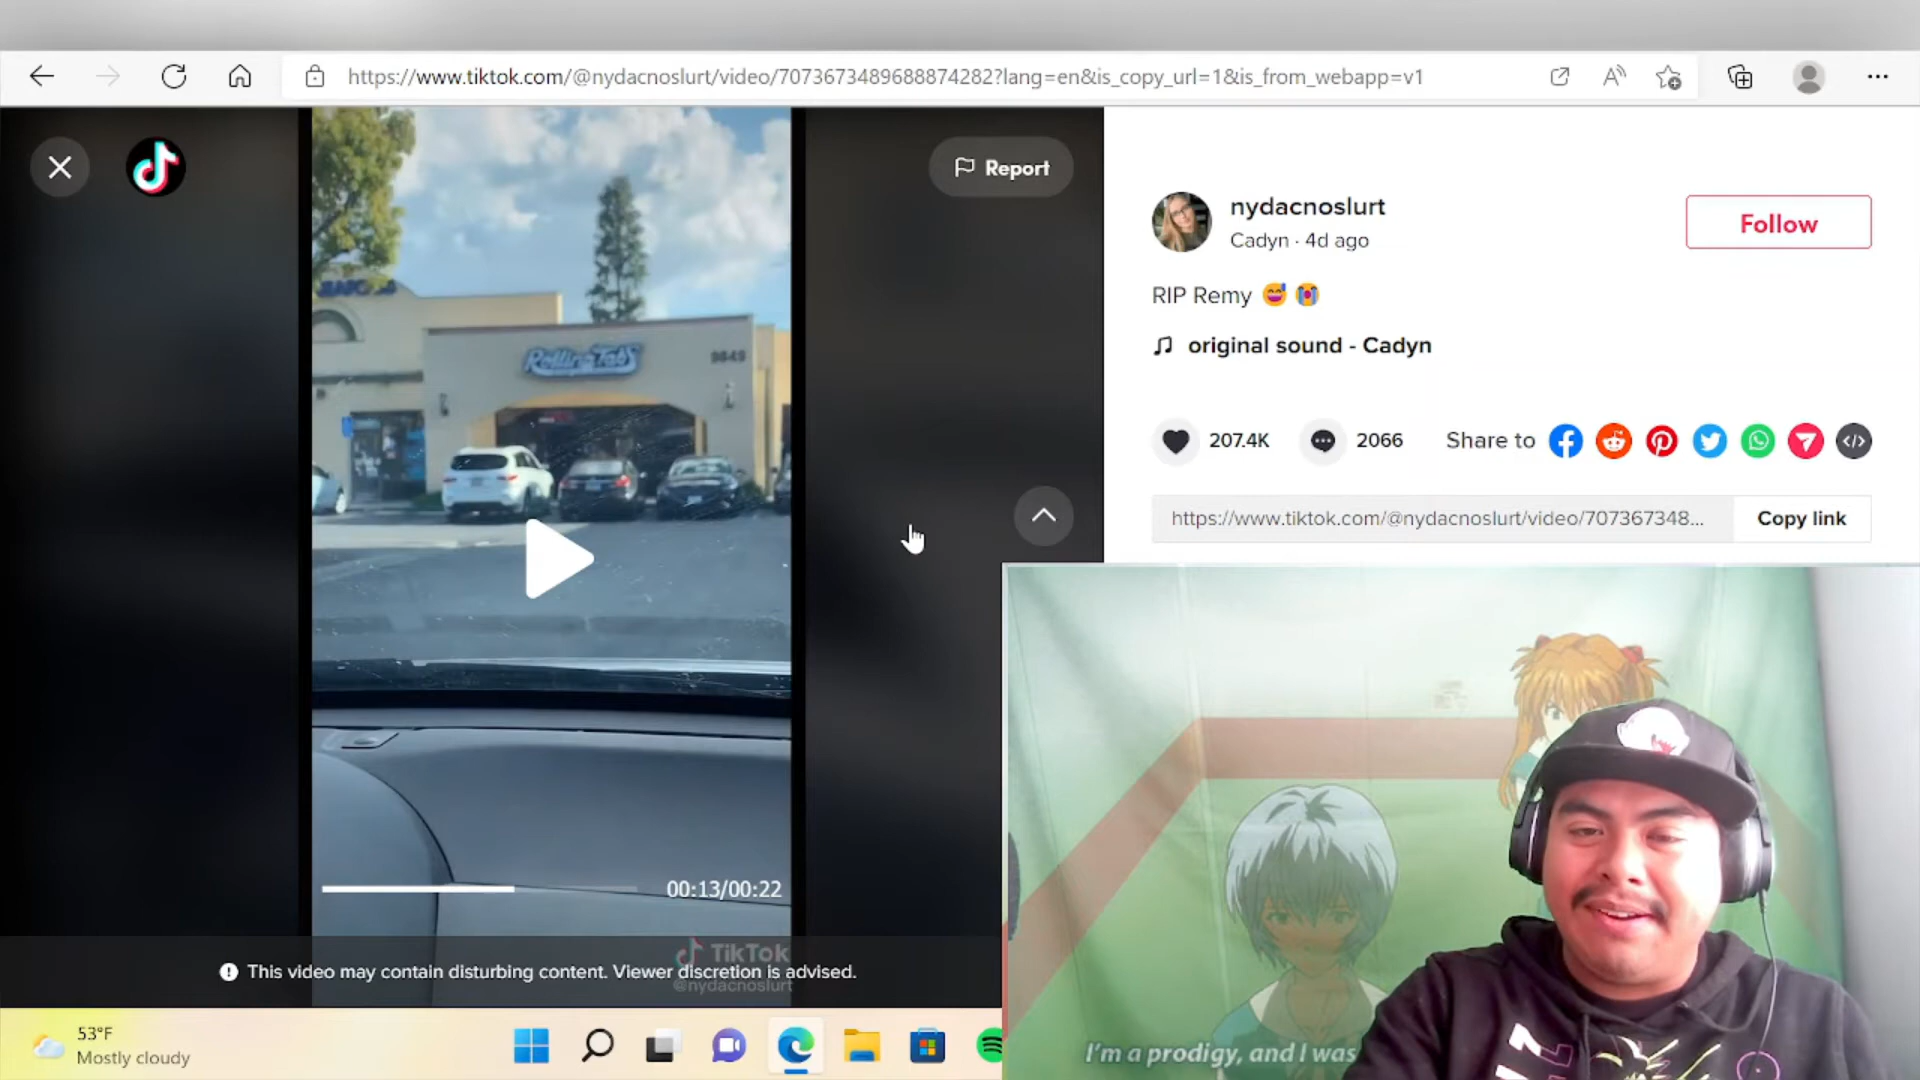 https://www.tiktok.com/@nydacnoslurt/video/7073673489688874282?lang=en&is_copy_url=1&is_from_webapp=v1
Report
nydacnoslurt
Cadyn · 4d ago
Follow
RIP Remy 😅 😭
original sound - Cadyn
207.4K
2066
Share to
https://www.tiktok.com/@nydacnoslurt/video/707367348...
Copy link
Rolling Tabs
9649
00:13/00:22
TikTok
@nydacnoslurt
This video may contain disturbing content. Viewer discretion is advised.
53°F
Mostly cloudy
I'm a prodigy, and I was